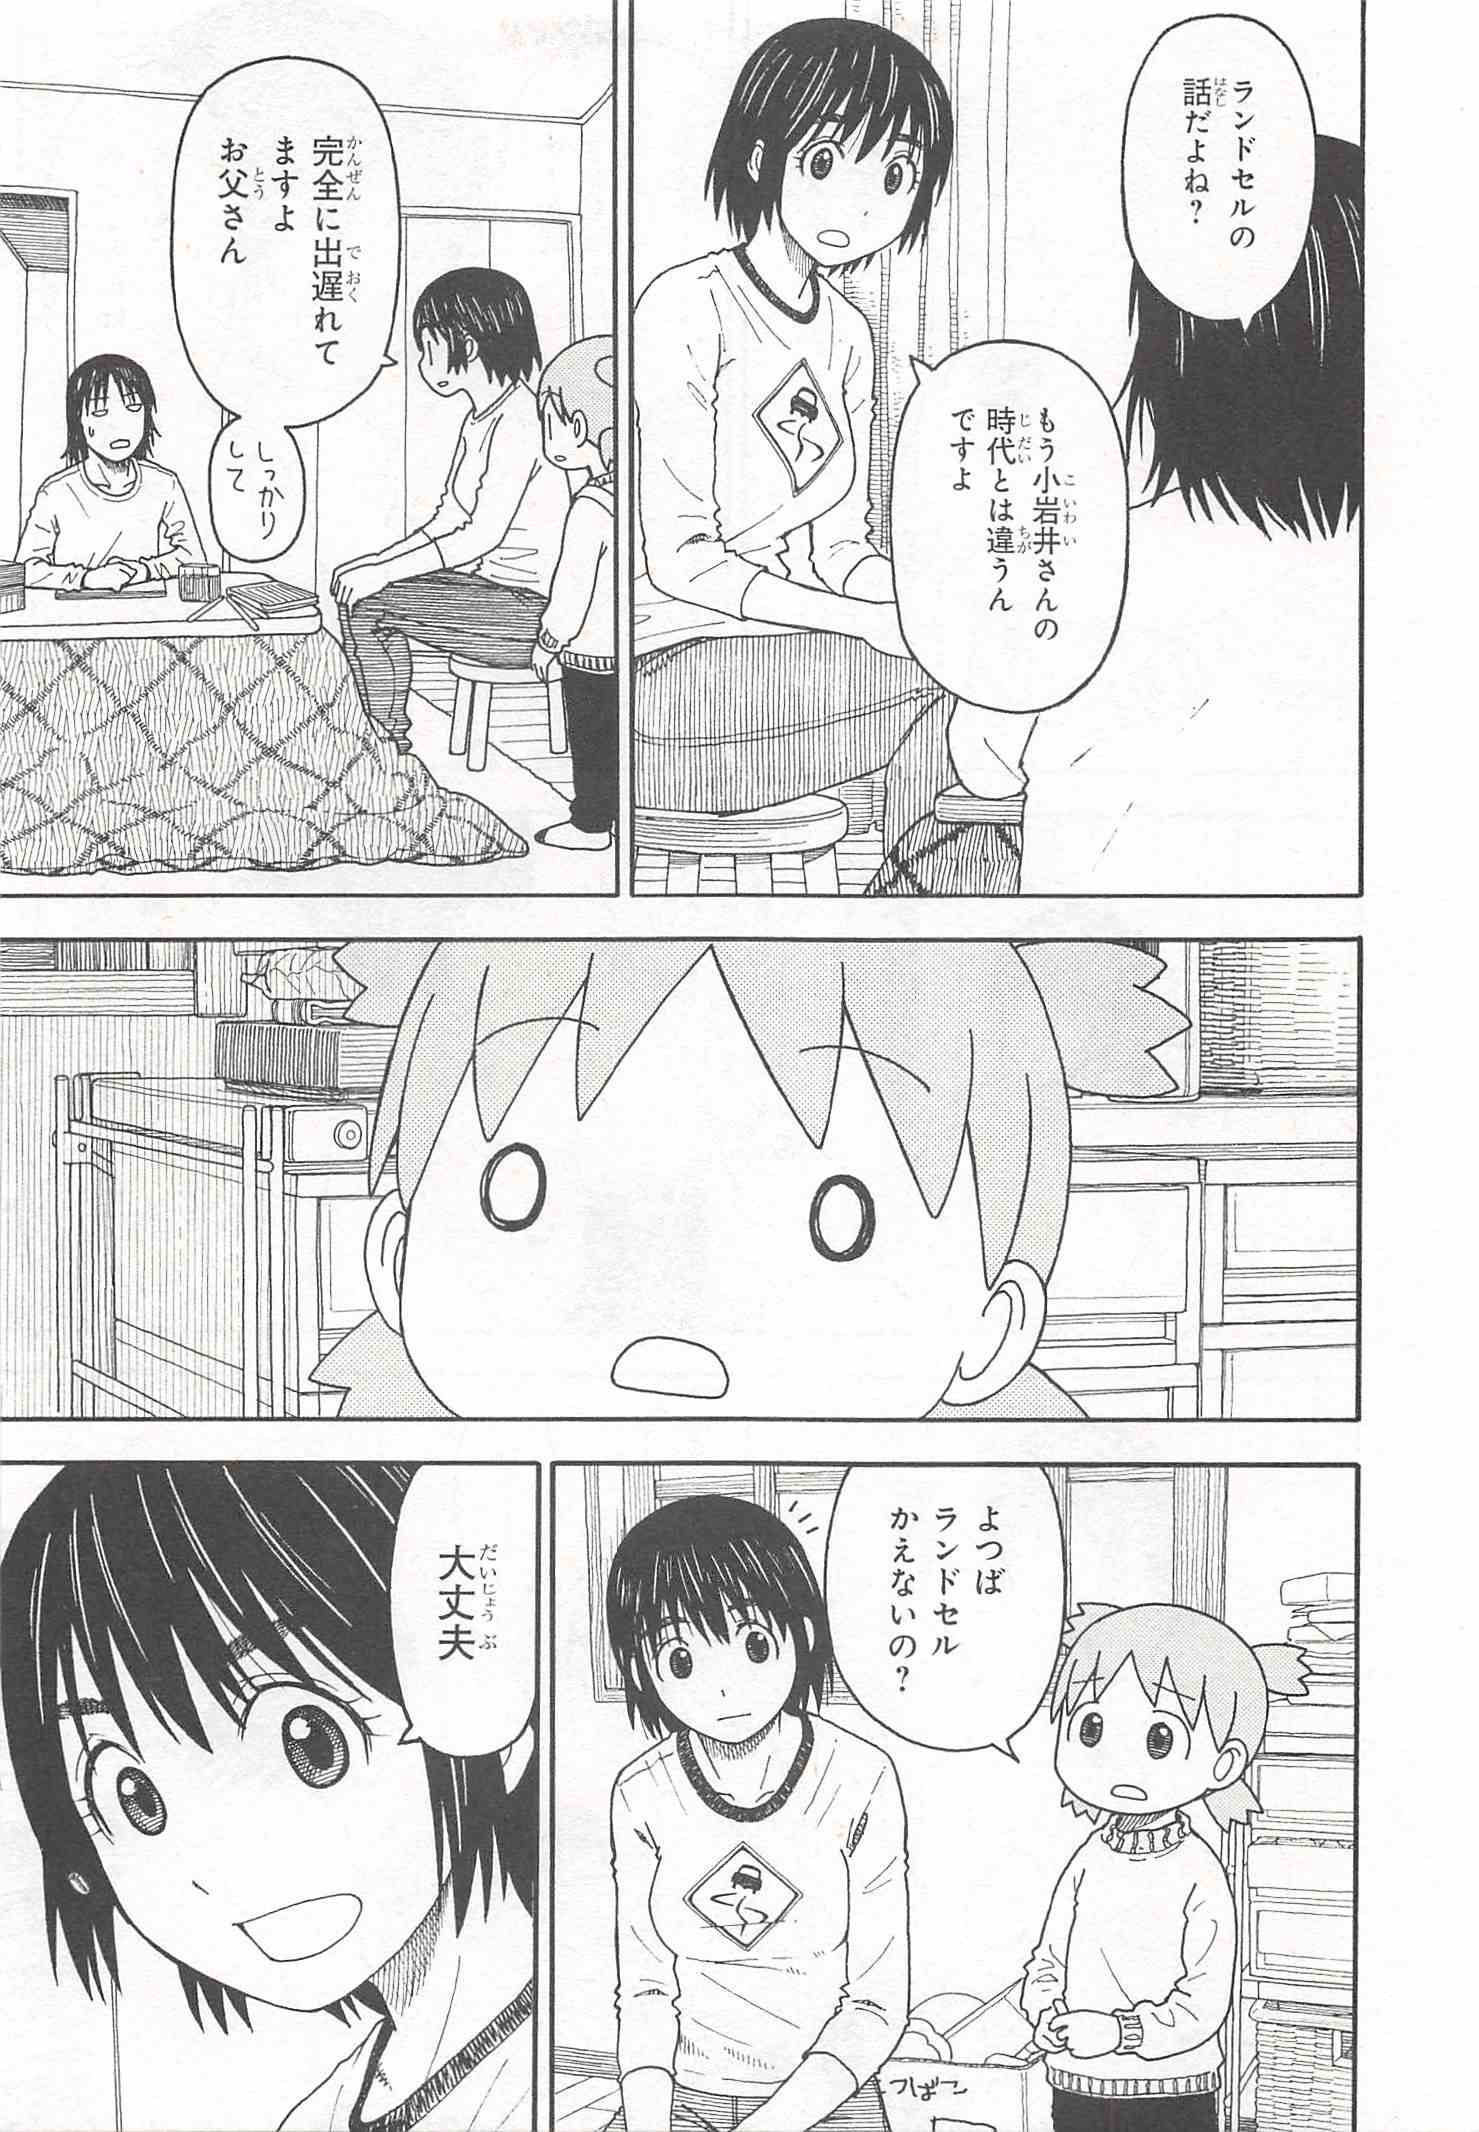 ランドセルの
話だよね？
もう小岩井さんの
時代とは違うん
ですよ
完全に出遅れて
ますよ
お父さん
しっかり
して
よつば
ランドセル
かえないの？
大丈夫
つばこ